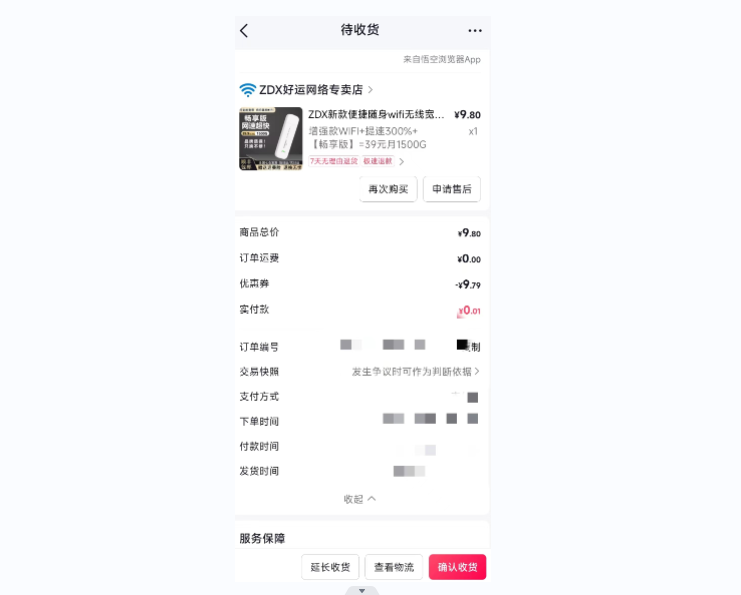 待收货
来自悟空浏览器App
ZDX好运网络专卖店
ZDX新款便捷随身wifi无线宽... ¥9.80
增强款WIFI+提速300%+ x1
【畅享版】=39元月1500G
畅享版
网速超快
7天无理由退货 极速退款
再次购买 申请售后
商品总价 ¥9.80
订单运费 ¥0.00
优惠券 -¥9.79
实付款 ¥0.01
订单编号 制
交易快照 发生争议时可作为判断依据
支付方式
下单时间
付款时间
发货时间
收起
服务保障
延长收货 查看物流 确认收货